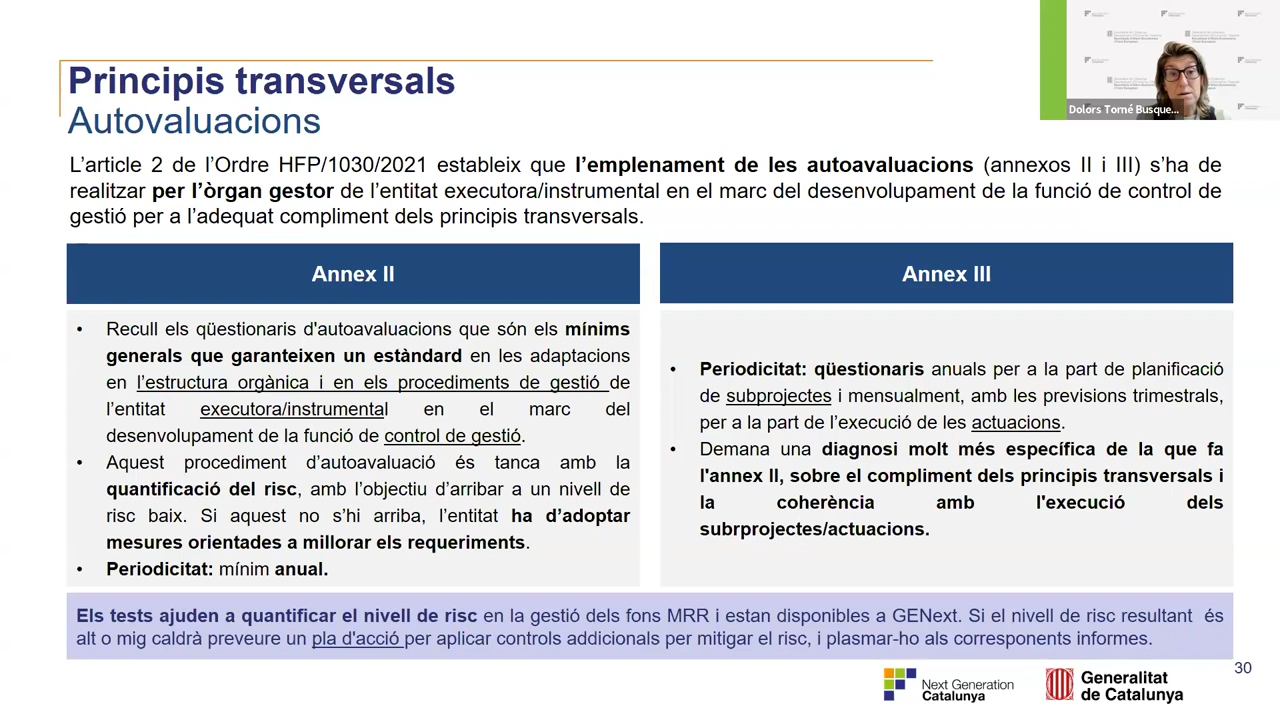 Principis transversals
Autovaluacions
Dolors Torné Busque...
L'article 2 de l'Ordre HFP/1030/2021 estableix que l'emplenament de les autoavaluacions (annexos II i III) s'ha de
realitzar per l'òrgan gestor de l'entitat executora/instrumental en el marc del desenvolupament de la funció de control de
gestió per a l'adequat compliment dels principis transversals.
Annex II
• Recull els qüestionaris d'autoavaluacions que són els mínims
generals que garanteixen un estàndard en les adaptacions
en l'estructura orgànica i en els procediments de gestió de
l'entitat executora/instrumental en el marc del
desenvolupament de la funció de control de gestió.
• Aquest procediment d'autoavaluació és tanca amb la
quantificació del risc, amb l'objectiu d'arribar a un nivell de
risc baix. Si aquest no s'hi arriba, l'entitat ha d'adoptar
mesures orientades a millorar els requeriments.
• Periodicitat: mínim anual.
Annex III
• Periodicitat: qüestionaris anuals per a la part de planificació
de subprojectes i mensualment, amb les previsions trimestrals,
per a la part de l'execució de les actuacions.
• Demana una diagnosi molt més específica de la que fa
l'annex II, sobre el compliment dels principis transversals i
la coherència amb l'execució dels
subrprojectes/actuacions.
Els tests ajuden a quantificar el nivell de risc en la gestió dels fons MRR i estan disponibles a GENext. Si el nivell de risc resultant és
alt o mig caldrà preveure un pla d'acció per aplicar controls addicionals per mitigar el risc, i plasmar-ho als corresponents informes.
30
Next Generation
Catalunya
Generalitat
de Catalunya